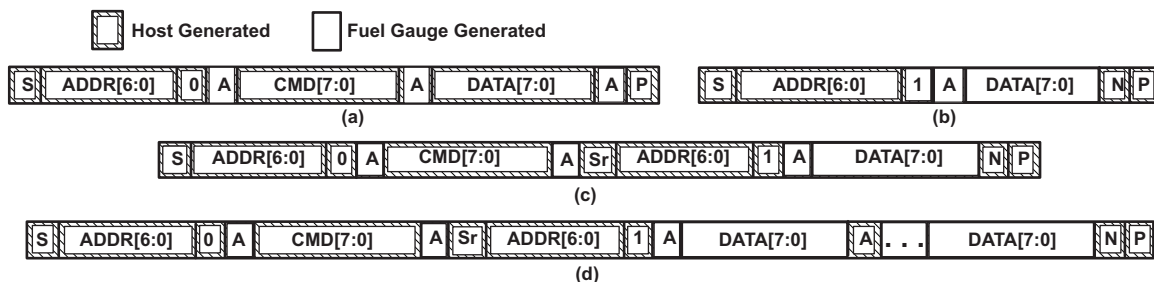 Host Generated Fuel Gauge Generated
S ADDR[6:0] 0 A CMD[7:0] A DATA[7:0] A P S ADDR[6:0] 1 A DATA[7:0] N P
(a) (b)
S ADDR[6:0] 0 A CMD[7:0] A Sr ADDR[6:0] 1 A DATA[7:0] N P
(c)
S ADDR[6:0] 0 A CMD[7:0] A Sr ADDR[6:0] 1 A DATA[7:0] A . . . DATA[7:0] N P
(d)